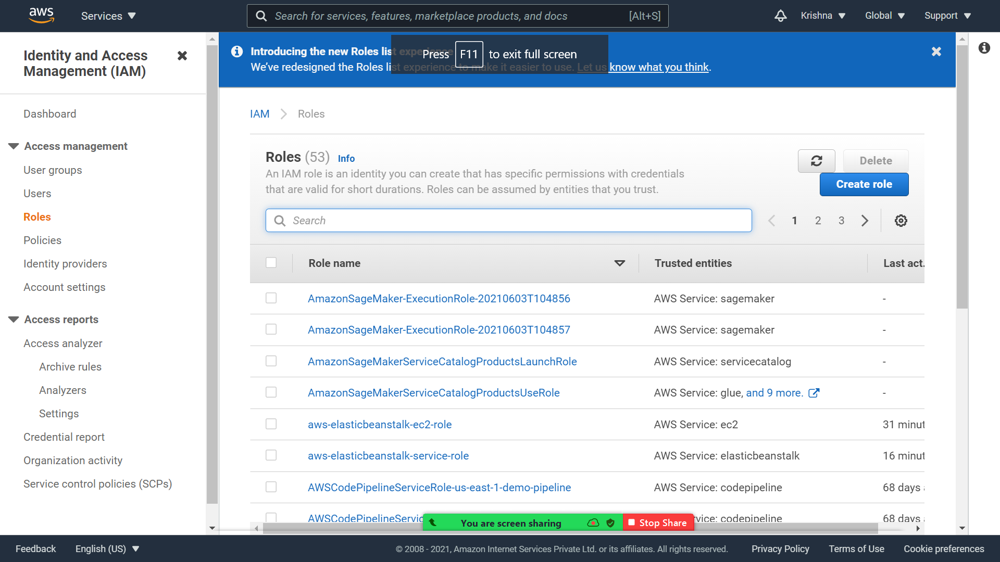 aws
Services
Search for services, features, marketplace products, and docs
[Alt+S]
Krishna
Global
Support
Identity and Access
Management (IAM)
Dashboard
Access management
User groups
Users
Roles
Policies
Identity providers
Account settings
Access reports
Access analyzer
Archive rules
Analyzers
Settings
Credential report
Organization activity
Service control policies (SCPs)
Introducing the new Roles list experience
We've redesigned the Roles list experience to make it easier to use. Let us know what you think.
Press F11 to exit full screen
IAM > Roles
Roles (53) Info
An IAM role is an identity you can create that has specific permissions with credentials
that are valid for short durations. Roles can be assumed by entities that you trust.
Delete
Create role
Search
1 2 3
Role name Trusted entities Last act.
AmazonSageMaker-ExecutionRole-20210603T104856 AWS Service: sagemaker -
AmazonSageMaker-ExecutionRole-20210603T104857 AWS Service: sagemaker -
AmazonSageMakerServiceCatalogProductsLaunchRole AWS Service: servicecatalog -
AmazonSageMakerServiceCatalogProductsUseRole AWS Service: glue, and 9 more. -
aws-elasticbeanstalk-ec2-role AWS Service: ec2 31 minut
aws-elasticbeanstalk-service-role AWS Service: elasticbeanstalk 16 minut
AWSCodePipelineServiceRole-us-east-1-demo-pipeline AWS Service: codepipeline 68 days
AWSCodePipelineServic vice: codepipeline 68 days
You are screen sharing
Stop Share
Feedback
English (US)
© 2008 - 2021, Amazon Internet Services Private Ltd. or its affiliates. All rights reserved.
Privacy Policy
Terms of Use
Cookie preferences